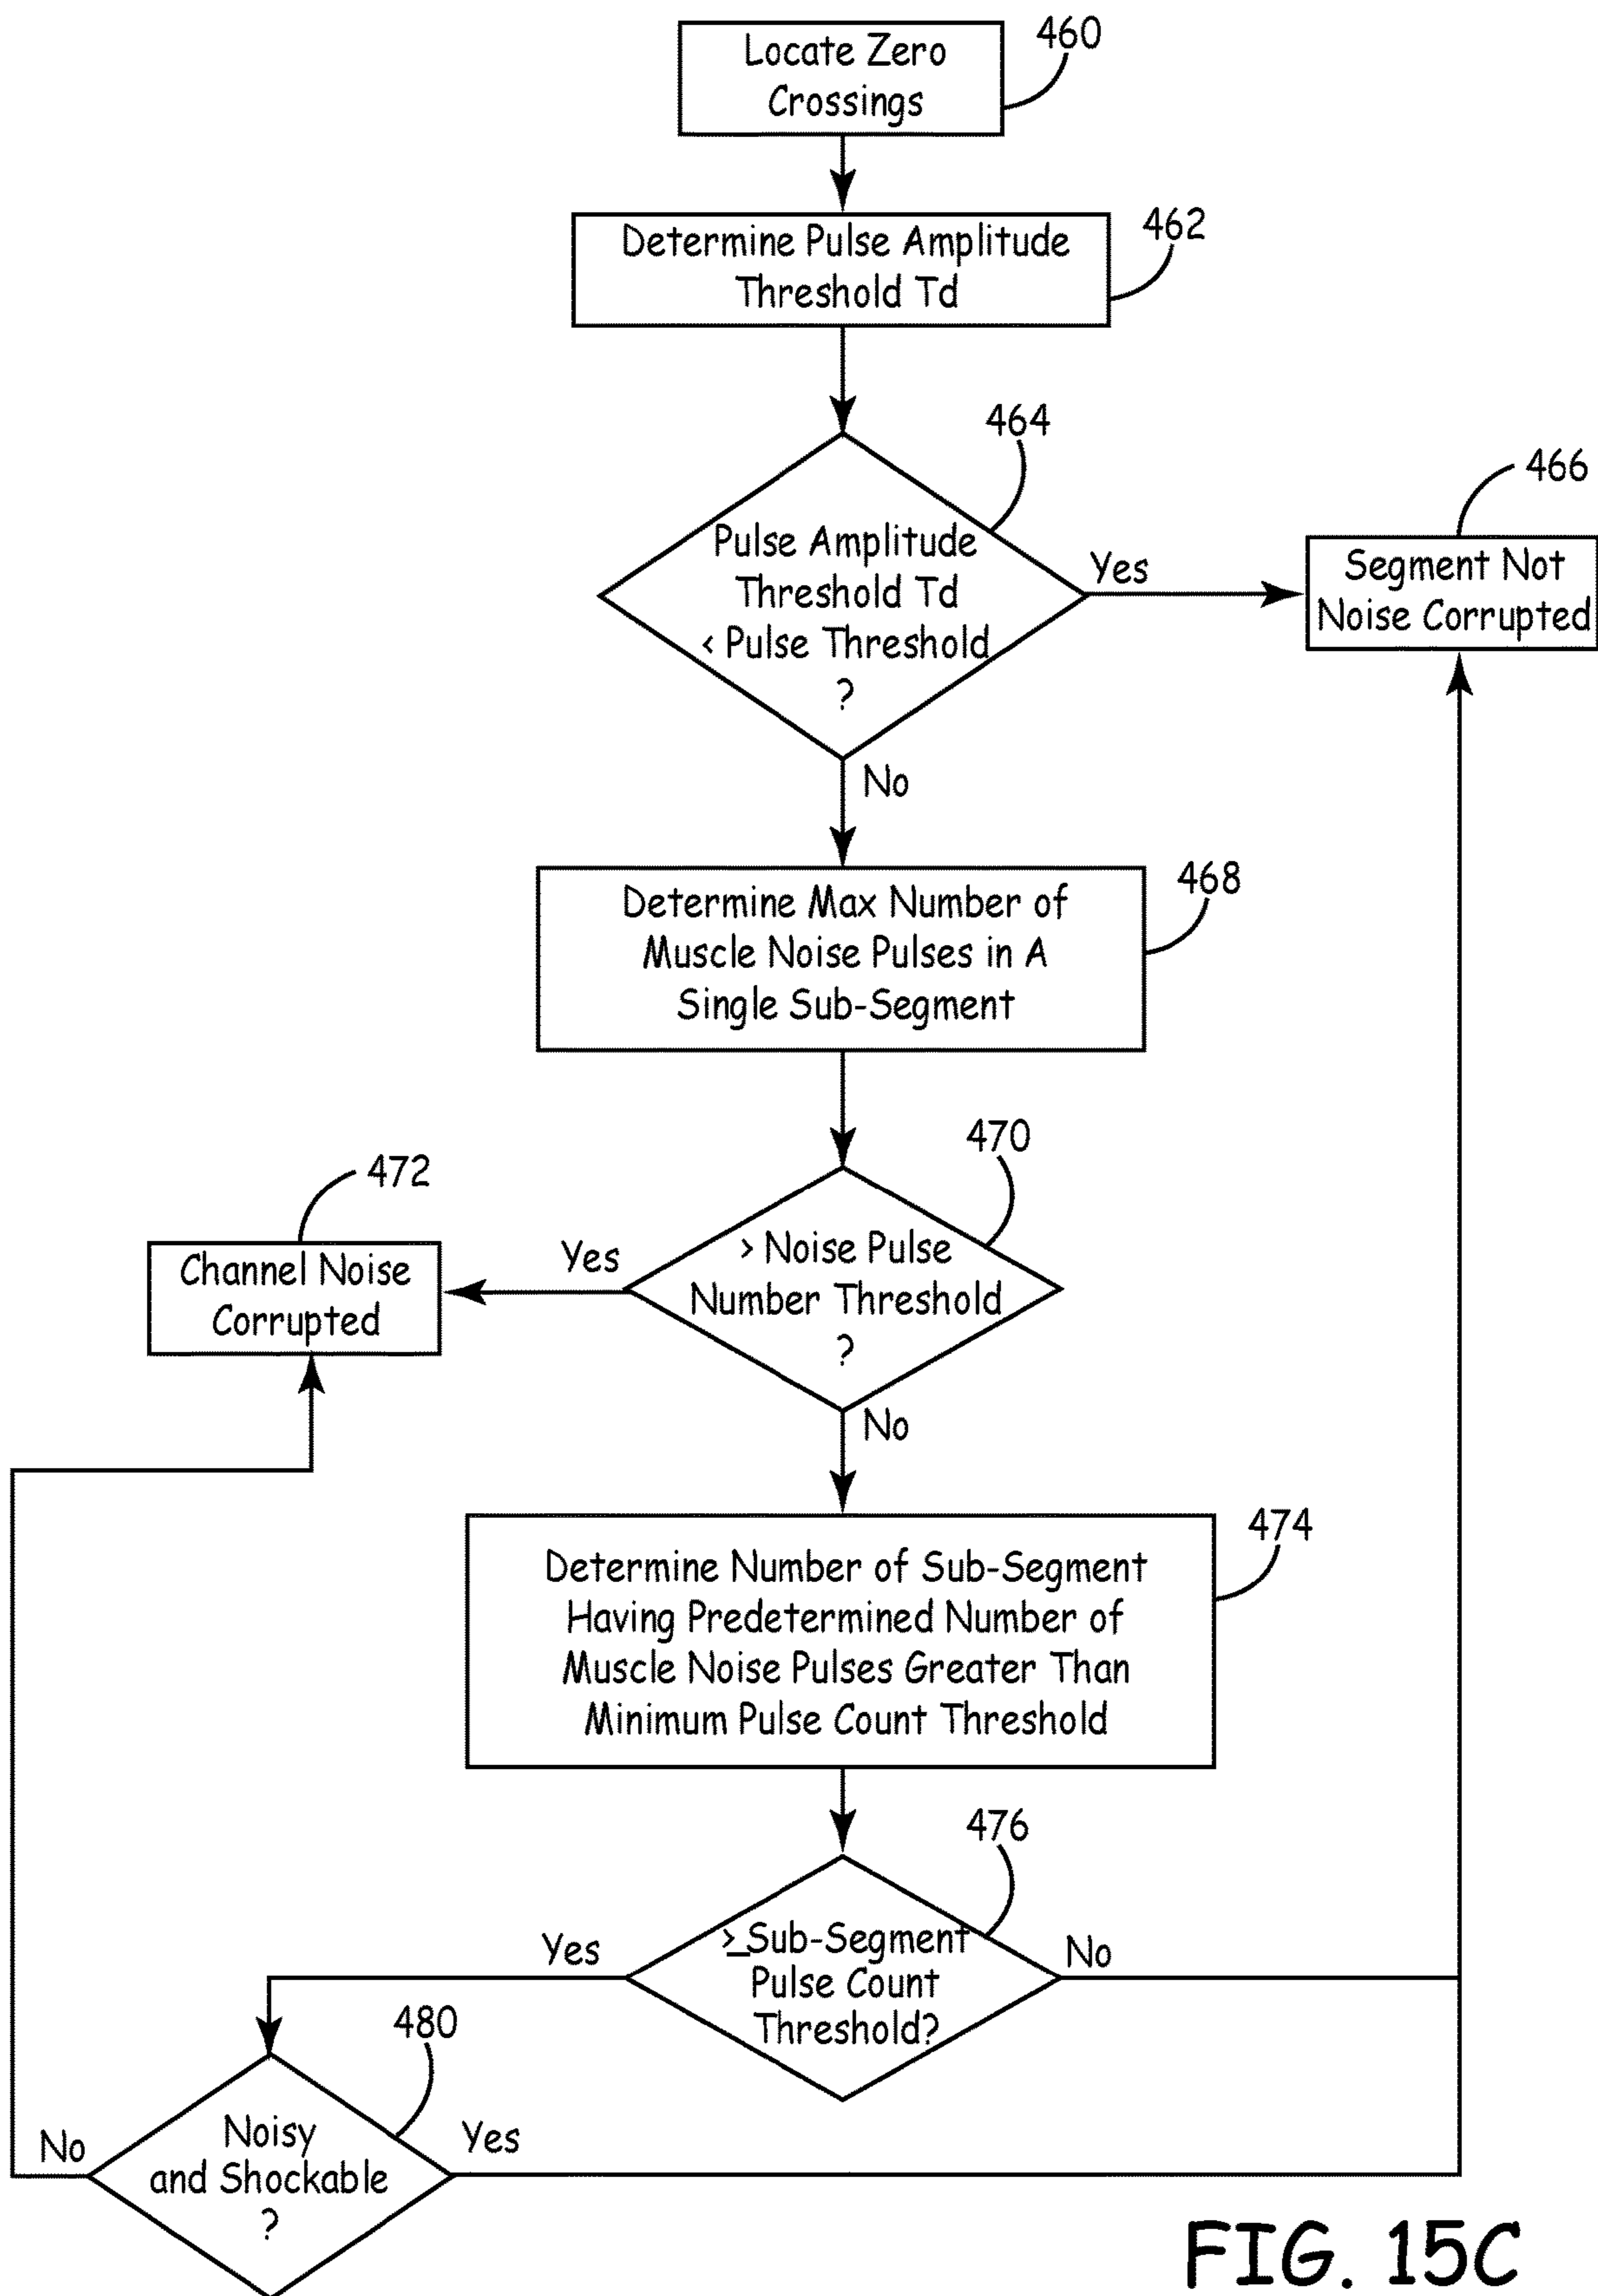 Locate Zero
Crossings
460
Determine Pulse Amplitude
Threshold Td
462
464
Pulse Amplitude
Threshold Td
< Pulse Threshold
?
Yes
466
Segment Not
Noise Corrupted
No
Determine Max Number of
Muscle Noise Pulses in A
Single Sub-Segment
468
470
> Noise Pulse
Number Threshold
?
Yes
472
Channel Noise
Corrupted
No
Determine Number of Sub-Segment
Having Predetermined Number of
Muscle Noise Pulses Greater Than
Minimum Pulse Count Threshold
474
476
≥ Sub-Segment
Pulse Count
Threshold?
Yes
No
480
Noisy
and Shockable
?
No
Yes
FIG. 15C